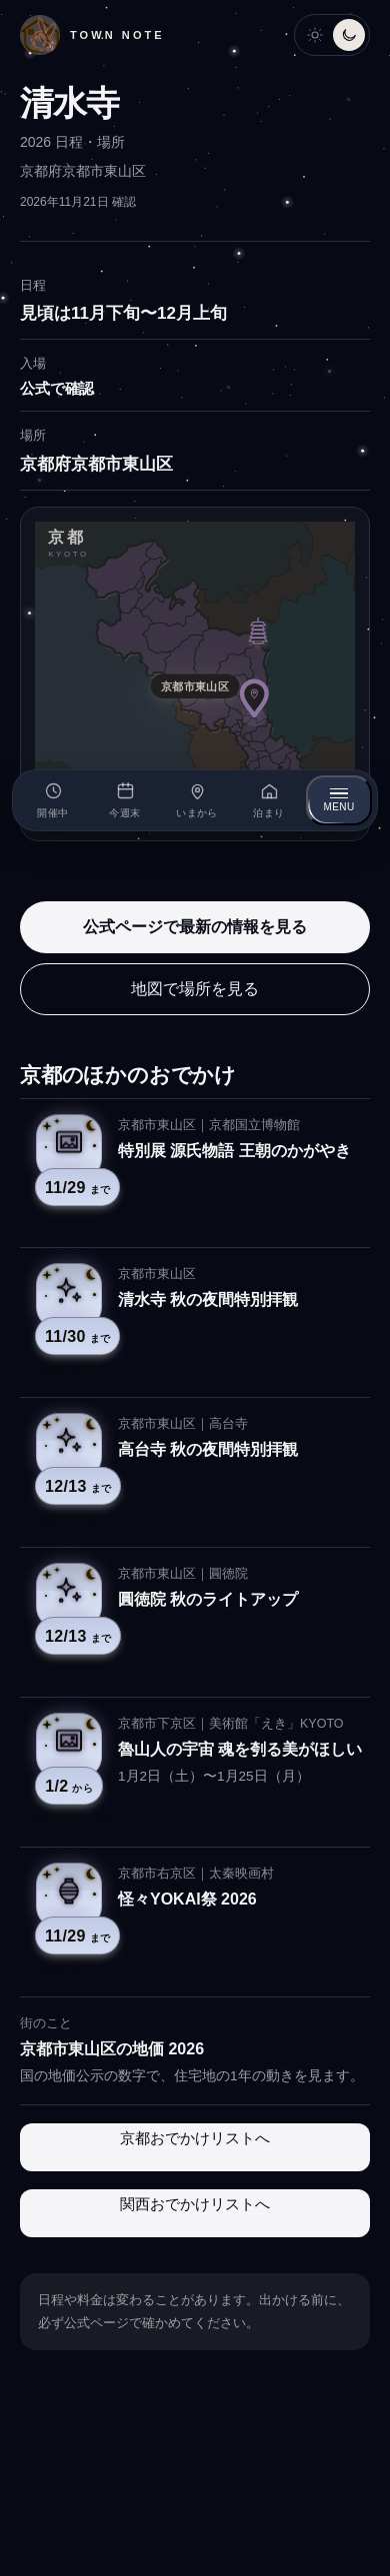 TOWN NOTE
清水寺
2026 日程・場所
京都府京都市東山区
2026年11月21日 確認
日程
見頃は11月下旬〜12月上旬
入場
公式で確認
場所
京都府京都市東山区
京都
KYOTO
京都市東山区
開催中
今週末
いまから
泊まり
MENU
公式ページで最新の情報を見る
地図で場所を見る
京都のほかのおでかけ
京都市東山区｜京都国立博物館
特別展 源氏物語 王朝のかがやき
11/29 まで
京都市東山区
清水寺 秋の夜間特別拝観
11/30 まで
京都市東山区｜高台寺
高台寺 秋の夜間特別拝観
12/13 まで
京都市東山区｜圓徳院
圓徳院 秋のライトアップ
12/13 まで
京都市下京区｜美術館「えき」KYOTO
魯山人の宇宙 魂を刳る美がほしい
1月2日（土）〜1月25日（月）
1/2 から
京都市右京区｜太秦映画村
怪々YOKAI祭 2026
11/29 まで
街のこと
京都市東山区の地価 2026
国の地価公示の数字で、住宅地の1年の動きを見ます。
京都おでかけリストへ
関西おでかけリストへ
日程や料金は変わることがあります。出かける前に、
必ず公式ページで確かめてください。